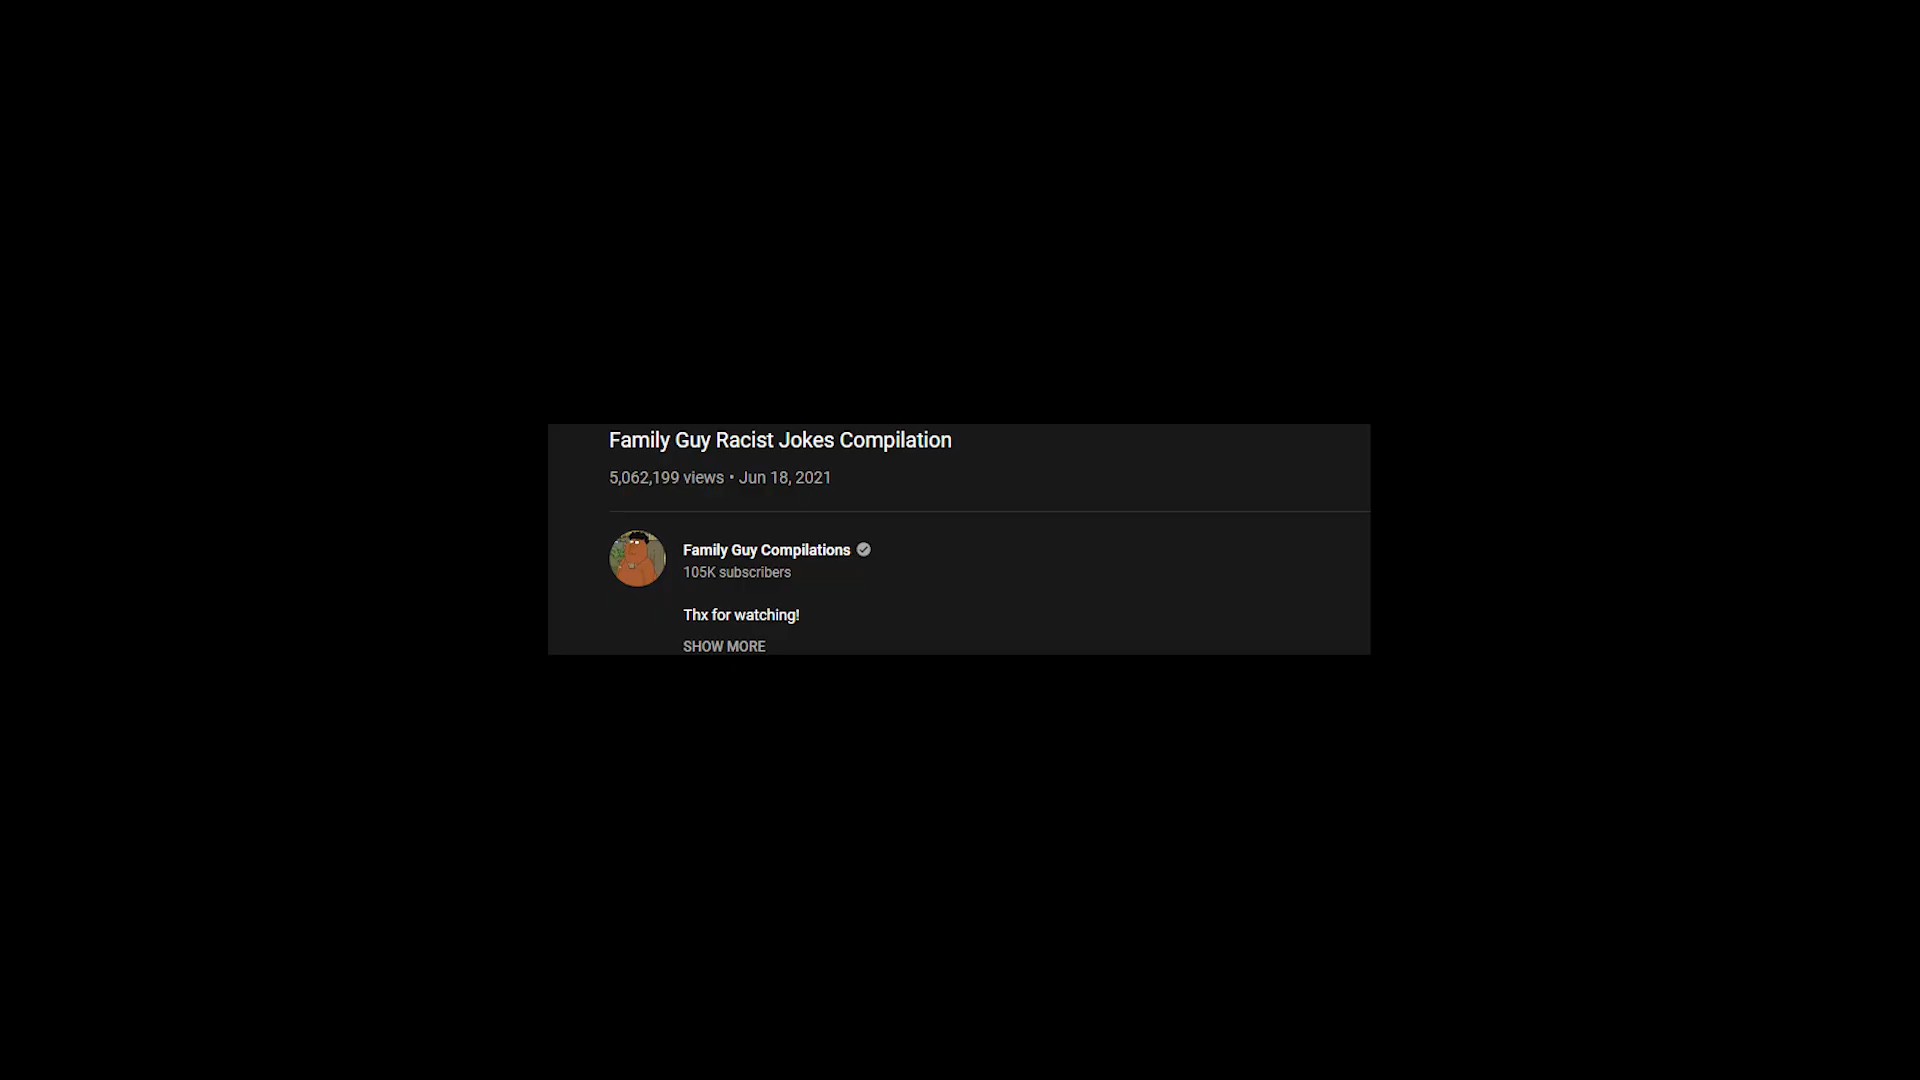 Family Guy Racist Jokes Compilation
5,062,199 views • Jun 18, 2021
Family Guy Compilations
105K subscribers
Thx for watching!
SHOW MORE